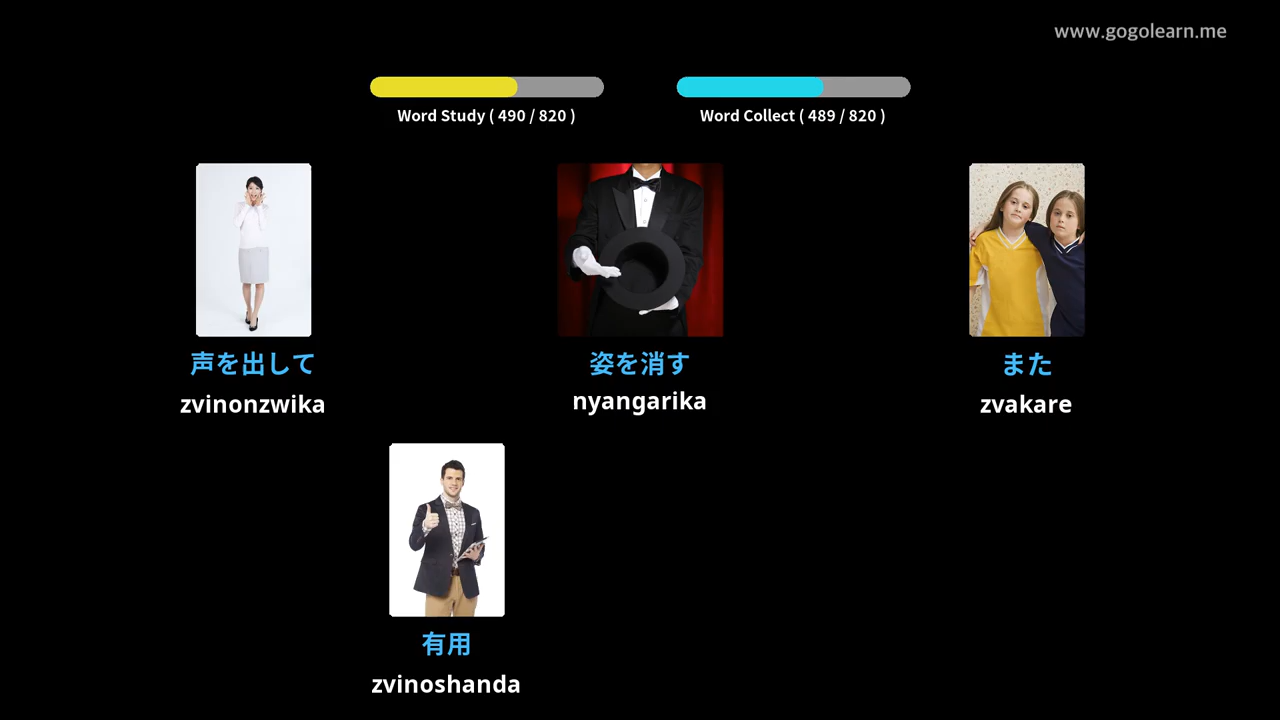 www.gogolearn.me
Word Study ( 490 / 820 )
Word Collect ( 489 / 820 )
声を出して
zvinonzwika
姿を消す
nyangarika
また
zvakare
有用
zvinoshanda